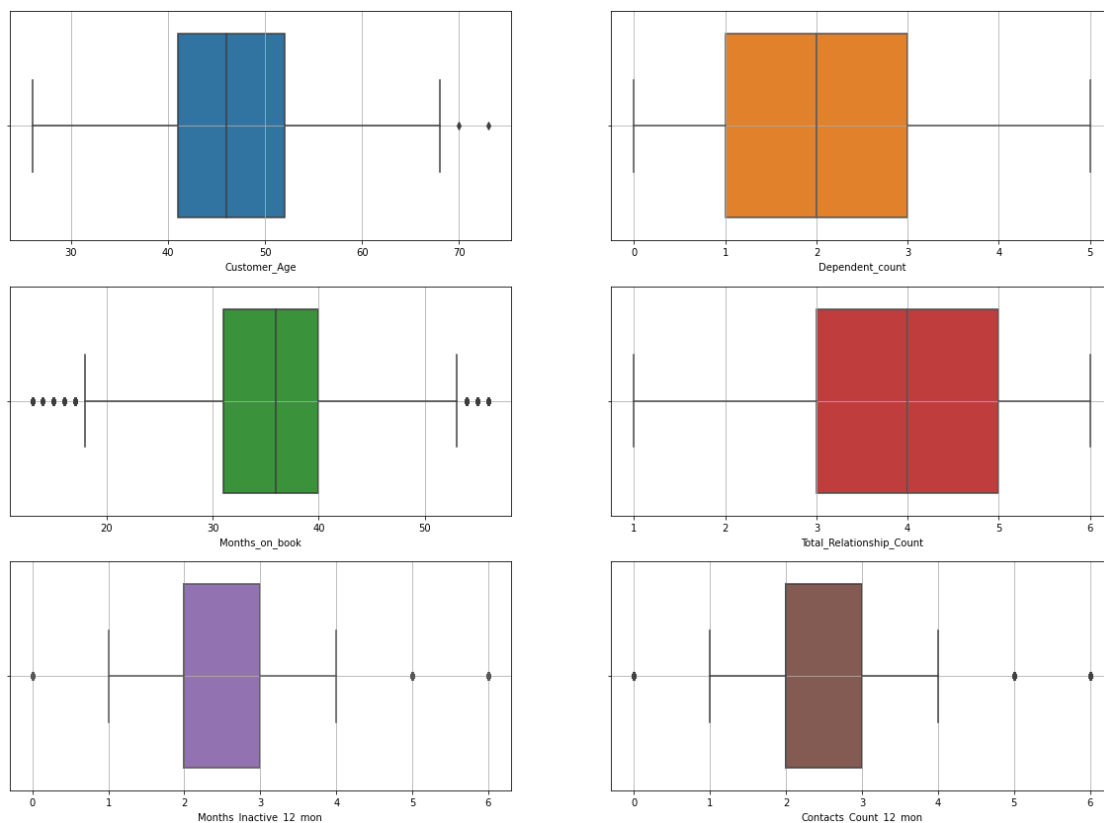 30 40 50 60 70
Customer_Age
0 1 2 3 4 5
Dependent_count
20 30 40 50
Months_on_book
1 2 3 4 5 6
Total_Relationship_Count
0 1 2 3 4 5 6
Months_Inactive_12_mon
0 1 2 3 4 5 6
Contacts_Count_12_mon